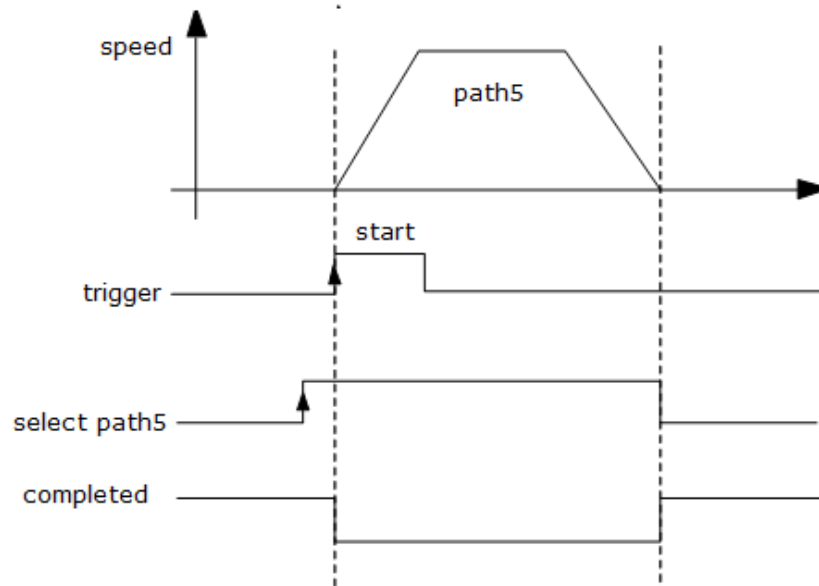 speed
path5
start
trigger
select path5
completed